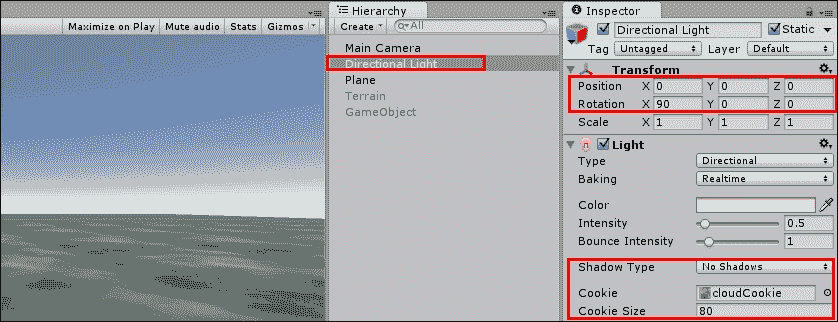 Maximize on Play Mute audio Stats Gizmos
Hierarchy
Create All
Main Camera
Directional Light
Plane
Terrain
GameObject
Inspector
Directional Light Static
Tag Untagged Layer Default
Transform
Position X 0 Y 0 Z 0
Rotation X 90 Y 0 Z 0
Scale X 1 Y 1 Z 1
Light
Type Directional
Baking Realtime
Color
Intensity 0.5
Bounce Intensity 1
Shadow Type No Shadows
Cookie cloudCookie
Cookie Size 80